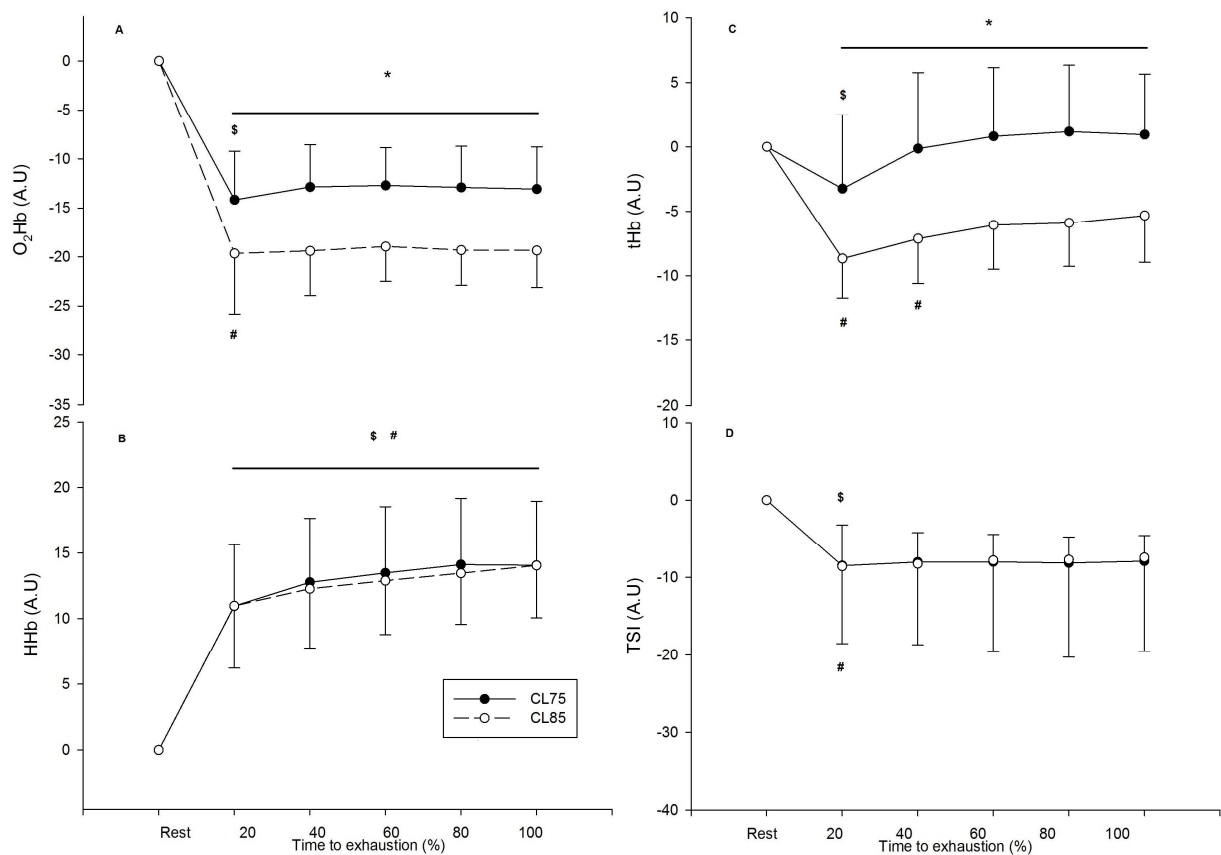 A
*
$
#
0
-5
-10
-15
-20
-25
-30
-35
O2Hb (A.U)
B
$ #
25
20
15
10
5
0
HHb (A.U)
CL75
CL85
Rest 20 40 60 80 100
Time to exhaustion (%)
C
*
$
# #
10
5
0
-5
-10
-15
-20
tHb (A.U)
D
$
#
10
0
-10
-20
-30
-40
TSI (A.U)
Rest 20 40 60 80 100
Time to exhaustion (%)